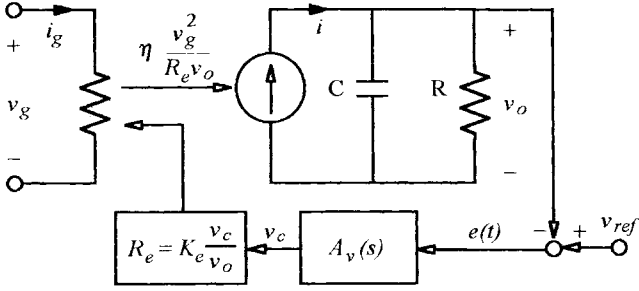 i_g
η v_g^2 / R_e v_o
i
+
v_g
−
C
R
+
v_o
−
R_e = K_e v_c / v_o
v_c
A_v(s)
e(t)
−
+
v_ref